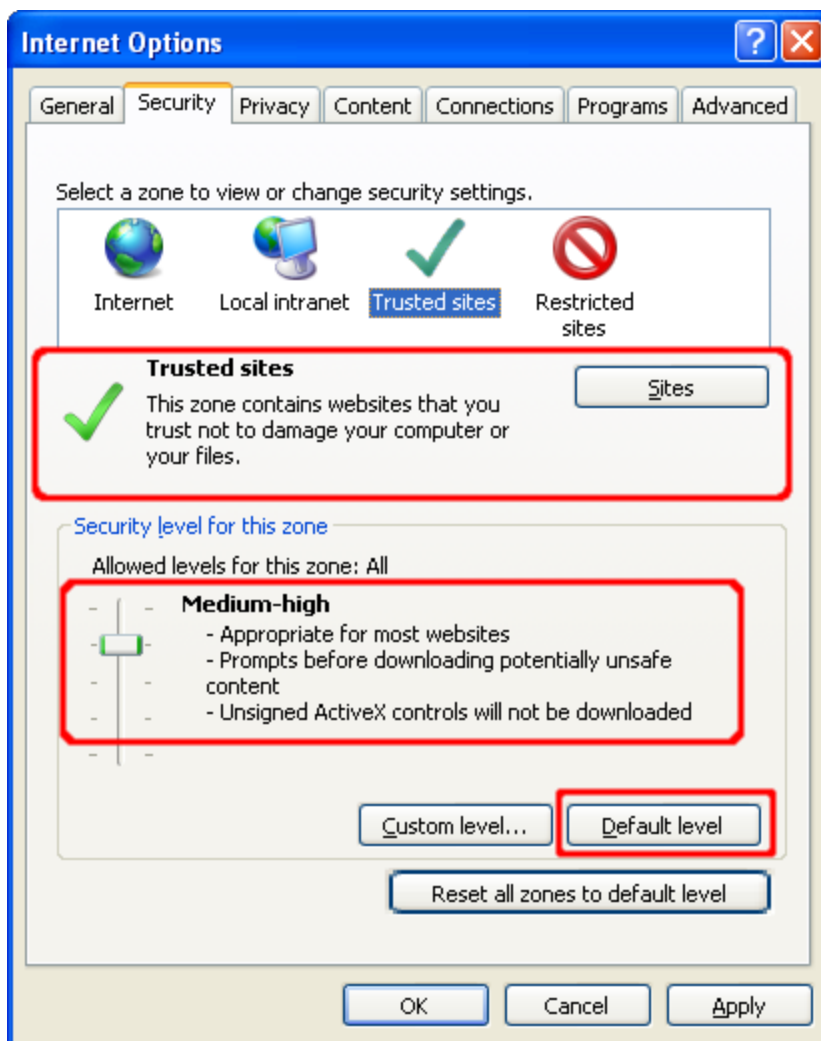 Internet Options
General Security Privacy Content Connections Programs Advanced
Select a zone to view or change security settings.
Internet Local intranet Trusted sites Restricted
sites
Trusted sites
Sites
This zone contains websites that you
trust not to damage your computer or
your files.
Security level for this zone
Allowed levels for this zone: All
Medium-high
- Appropriate for most websites
- Prompts before downloading potentially unsafe
content
- Unsigned ActiveX controls will not be downloaded
Custom level... Default level
Reset all zones to default level
OK Cancel Apply